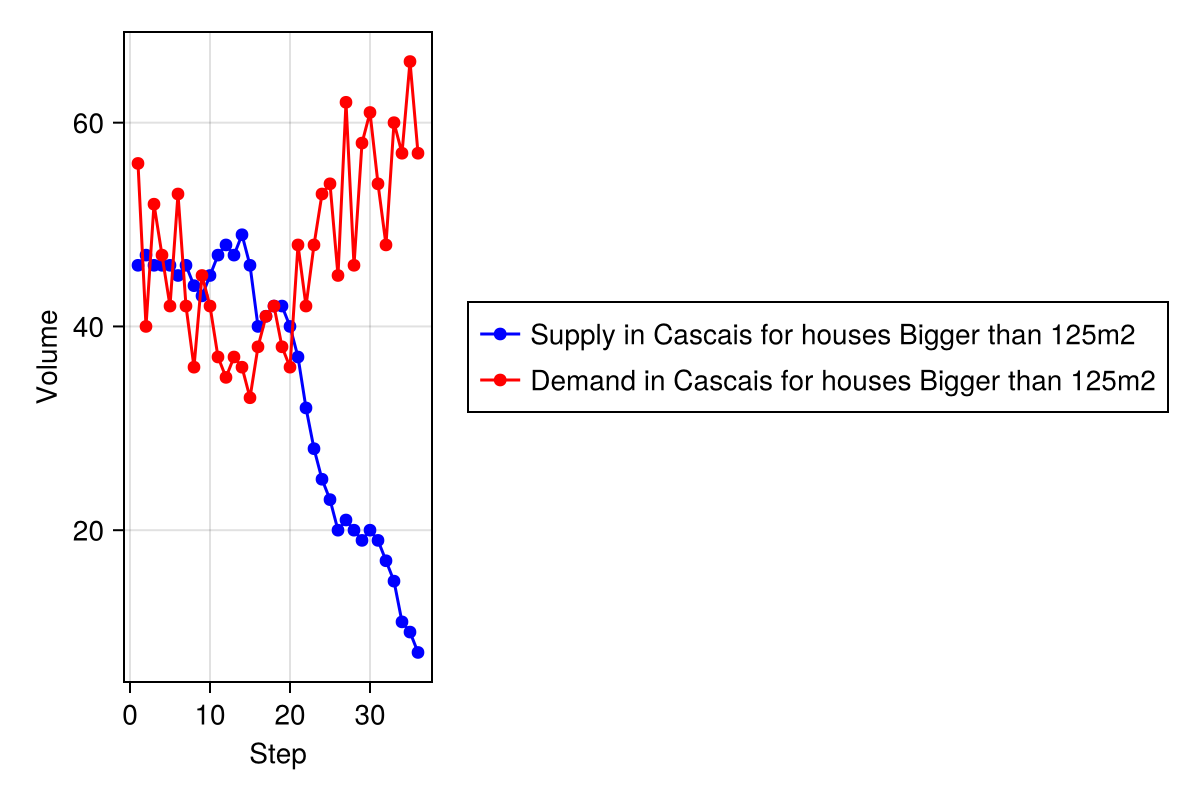 Volume
60
40
20
0 10 20 30
Step
Supply in Cascais for houses Bigger than 125m2
Demand in Cascais for houses Bigger than 125m2